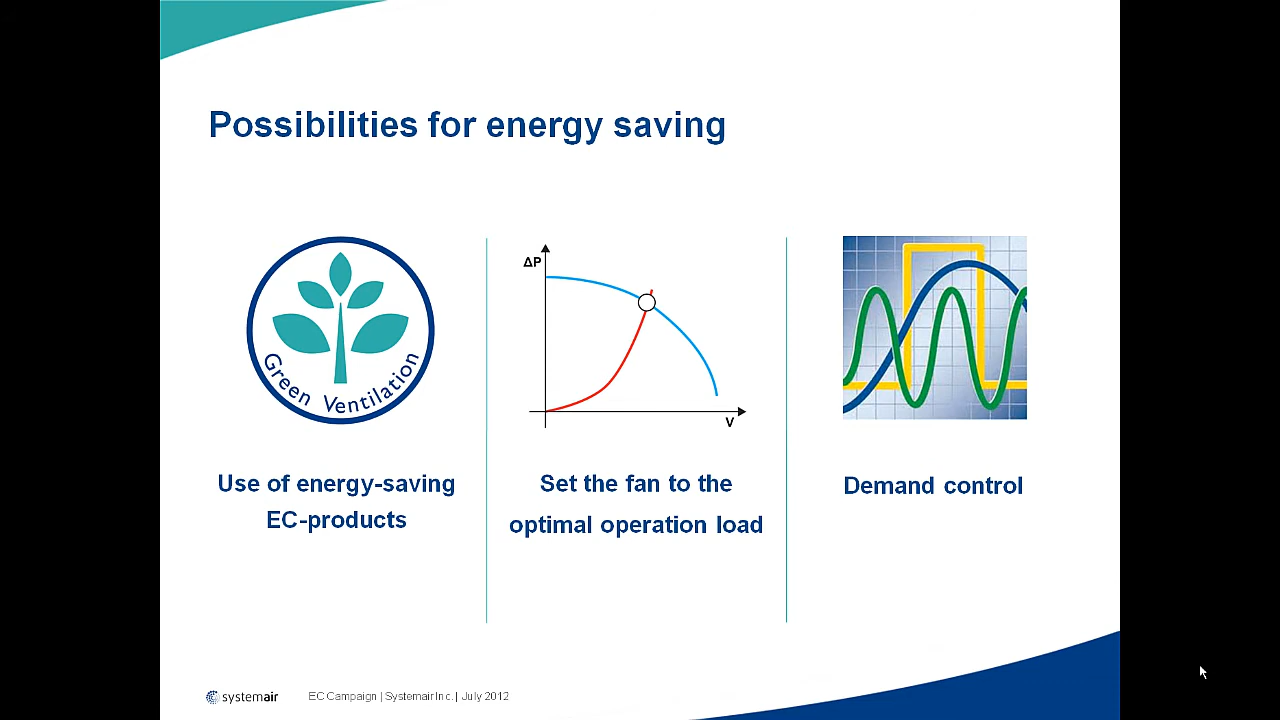 Possibilities for energy saving
Green Ventilation
ΔP
V
Use of energy-saving
EC-products
Set the fan to the
optimal operation load
Demand control
systemair
EC Campaign | Systemair Inc. | July 2012